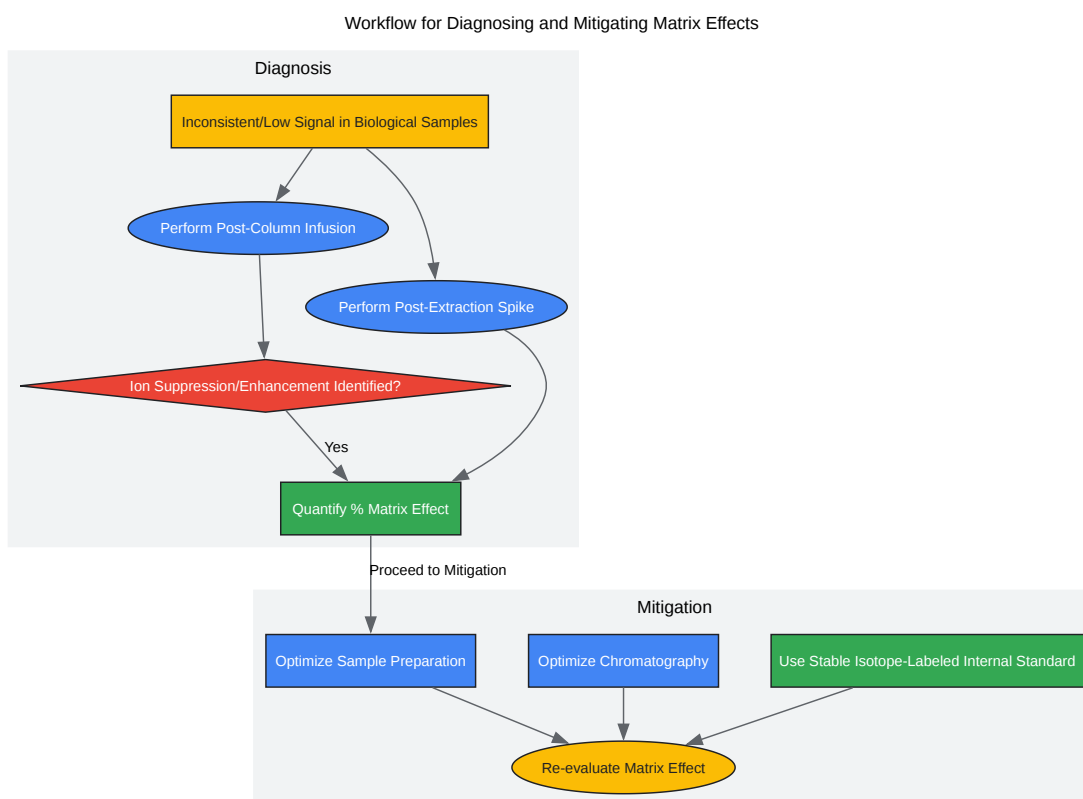 Workflow for Diagnosing and Mitigating Matrix Effects
Diagnosis
Inconsistent/Low Signal in Biological Samples
Perform Post-Column Infusion
Perform Post-Extraction Spike
Ion Suppression/Enhancement Identified?
Yes
Quantify % Matrix Effect
Proceed to Mitigation
Mitigation
Optimize Sample Preparation
Optimize Chromatography
Use Stable Isotope-Labeled Internal Standard
Re-evaluate Matrix Effect